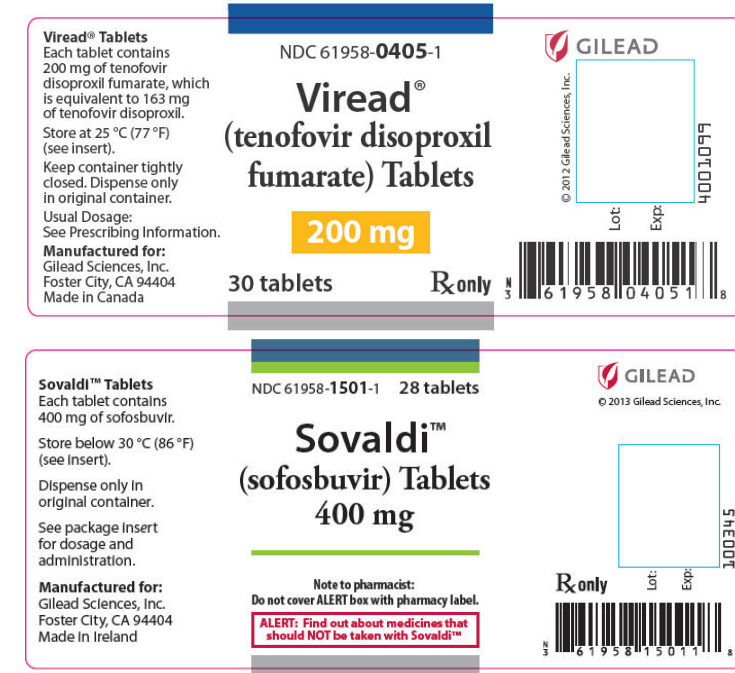 Viread® Tablets
Each tablet contains
200 mg of tenofovir
disoproxil fumarate, which
is equivalent to 163 mg
of tenofovir disoproxil.
Store at 25 °C (77 °F)
(see insert).
Keep container tightly
closed. Dispense only
in original container.
Usual Dosage:
See Prescribing Information.
Manufactured for:
Gilead Sciences, Inc.
Foster City, CA 94404
Made in Canada
NDC 61958-0405-1
Viread®
(tenofovir disoproxil
fumarate) Tablets
200 mg
30 tablets
Rx only
GILEAD
© 2012 Gilead Sciences, Inc.
Lot:
Exp:
4001099
N
3
61958 04051 8
Sovaldi™ Tablets
Each tablet contains
400 mg of sofosbuvir.
Store below 30 °C (86 °F)
(see insert).
Dispense only in
original container.
See package insert
for dosage and
administration.
Manufactured for:
Gilead Sciences, Inc.
Foster City, CA 94404
Made in Ireland
NDC 61958-1501-1 28 tablets
Sovaldi™
(sofosbuvir) Tablets
400 mg
Note to pharmacist:
Do not cover ALERT box with pharmacy label.
ALERT: Find out about medicines that
should NOT be taken with Sovaldi™
GILEAD
© 2013 Gilead Sciences, Inc.
Rx only
Lot:
Exp:
100345
N
3
61958 15011 8